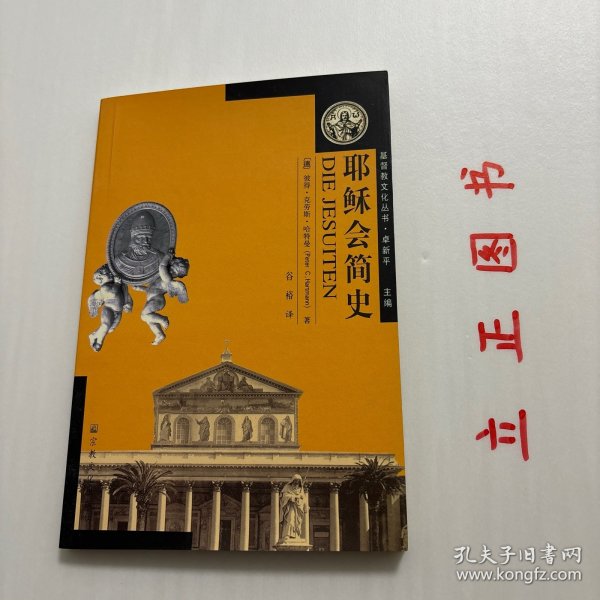 基督教文化丛书·卓新平 主编
耶稣会简史
DIE JESUITEN
[德] 彼得·克劳斯·哈特曼 (Peter C. Hartmann) 著
谷裕 译
宗教
立正图书
孔夫子旧书网
www.kongfz.com